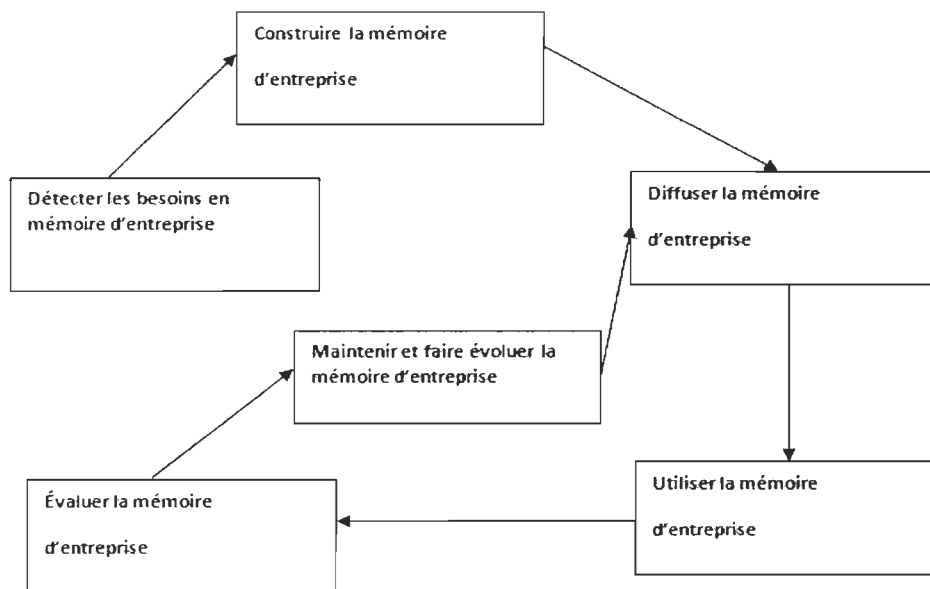 Construire la mémoire
d'entreprise
Détecter les besoins en
mémoire d'entreprise
Diffuser la mémoire
d'entreprise
Maintenir et faire évoluer la
mémoire d'entreprise
Évaluer la mémoire
d'entreprise
Utiliser la mémoire
d'entreprise